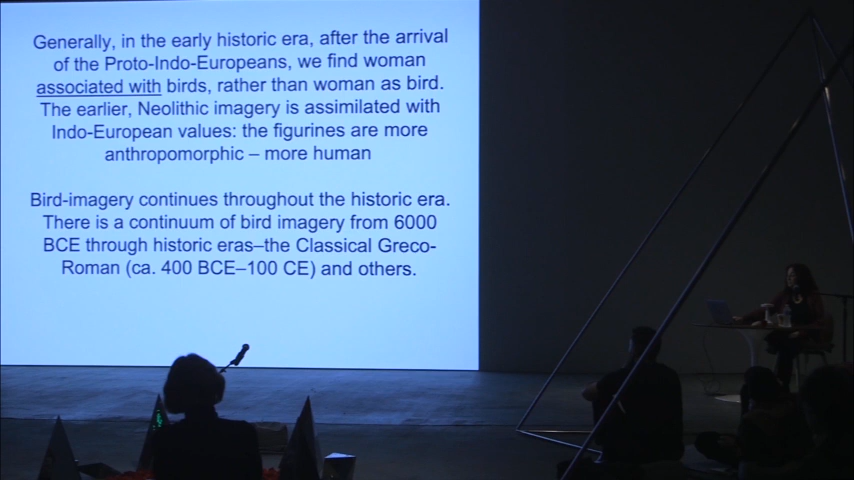 Generally, in the early historic era, after the arrival
of the Proto-Indo-Europeans, we find woman
associated with birds, rather than woman as bird.
The earlier, Neolithic imagery is assimilated with
Indo-European values: the figurines are more
anthropomorphic – more human
Bird-imagery continues throughout the historic era.
There is a continuum of bird imagery from 6000
BCE through historic eras–the Classical Greco-
Roman (ca. 400 BCE–100 CE) and others.